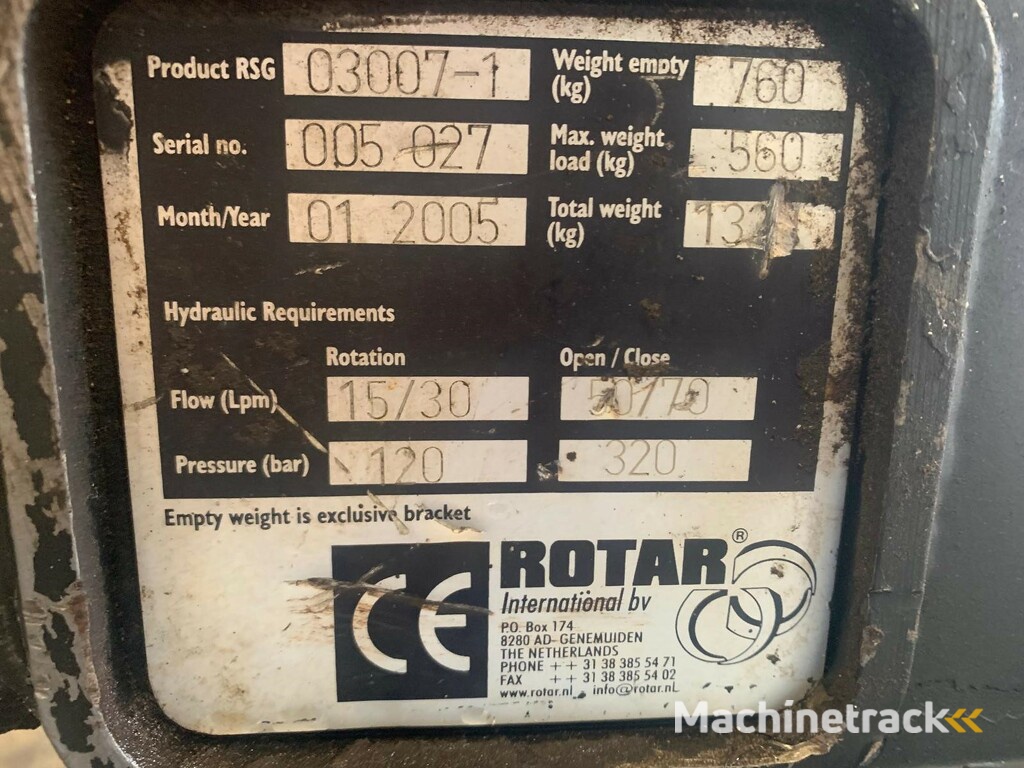 Product RSG 03007-1
Weight empty (kg) 760
Serial no. 005 027
Max. weight load (kg) 560
Month/Year 01 2005
Total weight (kg)
Hydraulic Requirements
Rotation Open / Close
Flow (Lpm) 15/30 50/70
Pressure (bar) 120 320
Empty weight is exclusive bracket
CE
ROTAR®
International bv
P.O. Box 174
8280 AD- GENEMUIDEN
THE NETHERLANDS
PHONE ++ 31 38 385 54 71
FAX ++ 31 38 385 54 02
www.rotar.nl info@rotar.nl
Machinetrack